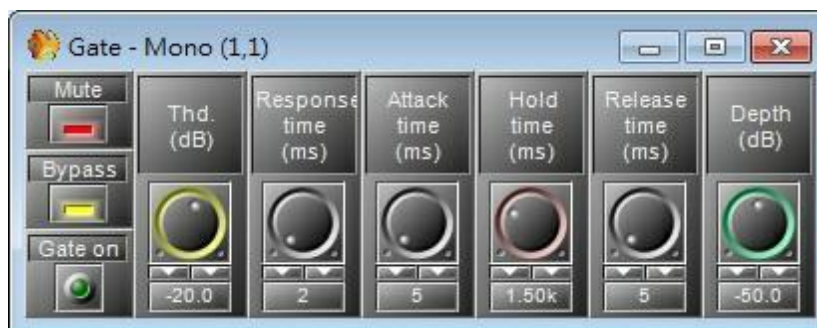 Gate - Mono (1,1)
Mute
Bypass
Gate on
Thd.
(dB)
-20.0
Response
time
(ms)
2
Attack
time
(ms)
5
Hold
time
(ms)
1.50k
Release
time
(ms)
5
Depth
(dB)
-50.0